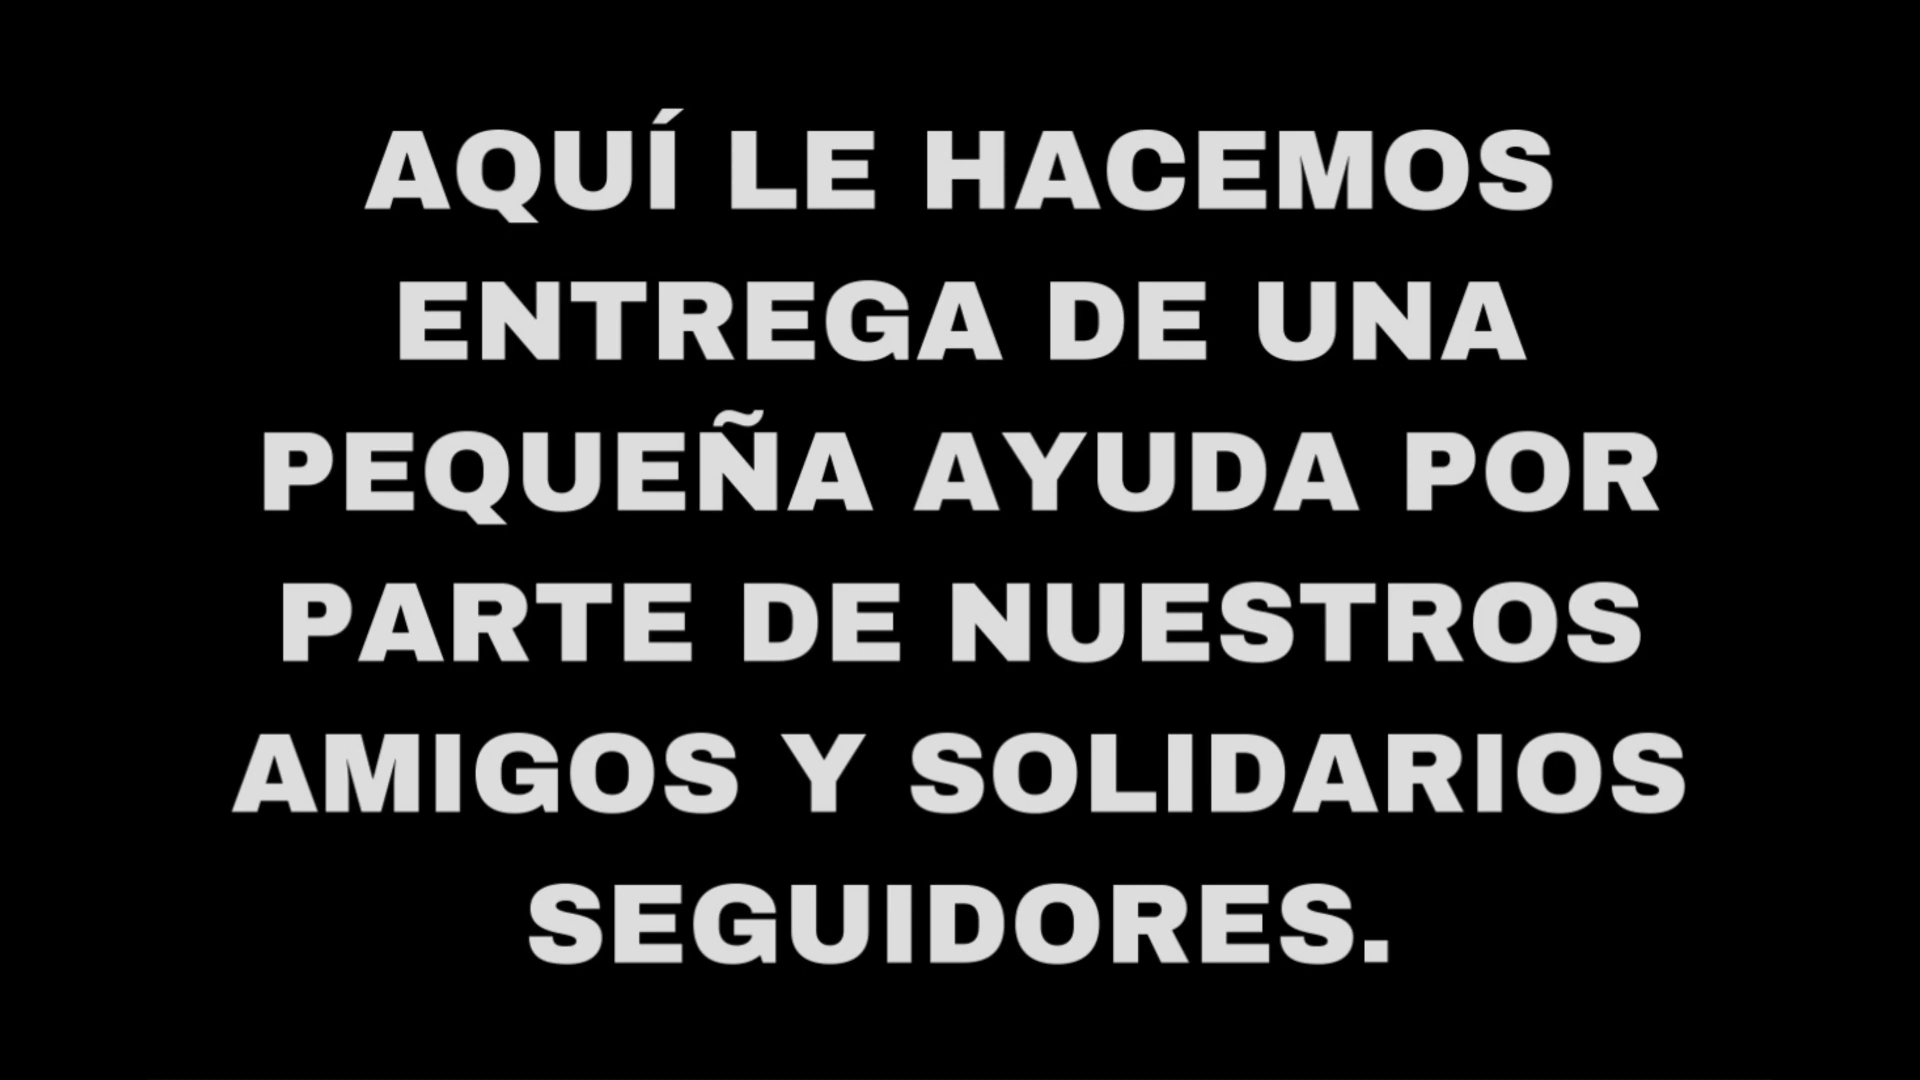 AQUÍ LE HACEMOS
ENTREGA DE UNA
PEQUEÑA AYUDA POR
PARTE DE NUESTROS
AMIGOS Y SOLIDARIOS
SEGUIDORES.